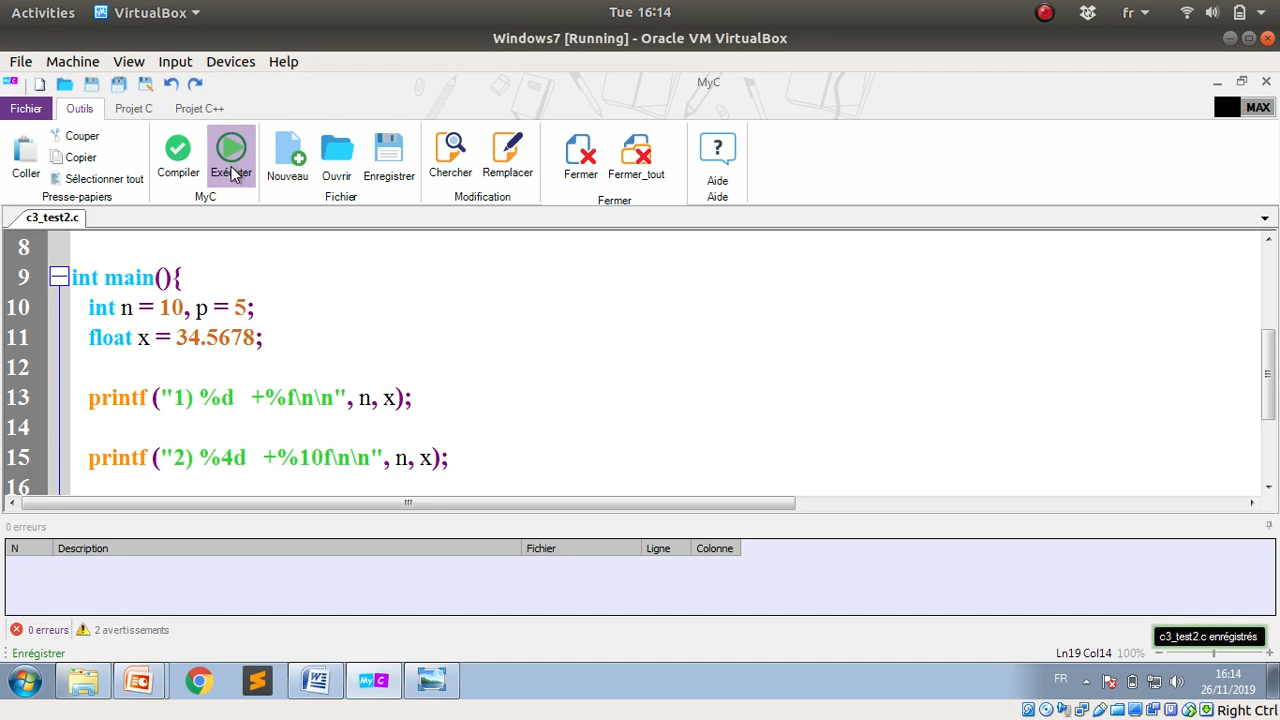 Activities VirtualBox Tue 16:14 fr
Windows7 [Running] - Oracle VM VirtualBox
File Machine View Input Devices Help
MyC
Fichier Outils Projet C Projet C++ MAX
Coller Couper Copier Sélectionner tout
Compiler Exécuter Nouveau Ouvrir Enregistrer Chercher Remplacer Fermer Fermer_tout Aide
Presse-papiers MyC Fichier Modification Fermer Aide
c3_test2.c
8
9 int main(){
10 int n = 10, p = 5;
11 float x = 34.5678;
12
13 printf ("1) %d   +%f\n\n", n, x);
14
15 printf ("2) %4d   +%10f\n\n", n, x);
16
0 erreurs
N Description Fichier Ligne Colonne
0 erreurs 2 avertissements
c3_test2.c enrégistrés
Enrégistrer Ln19 Col14 100%
MyC FR 16:14
26/11/2019
Right Ctrl